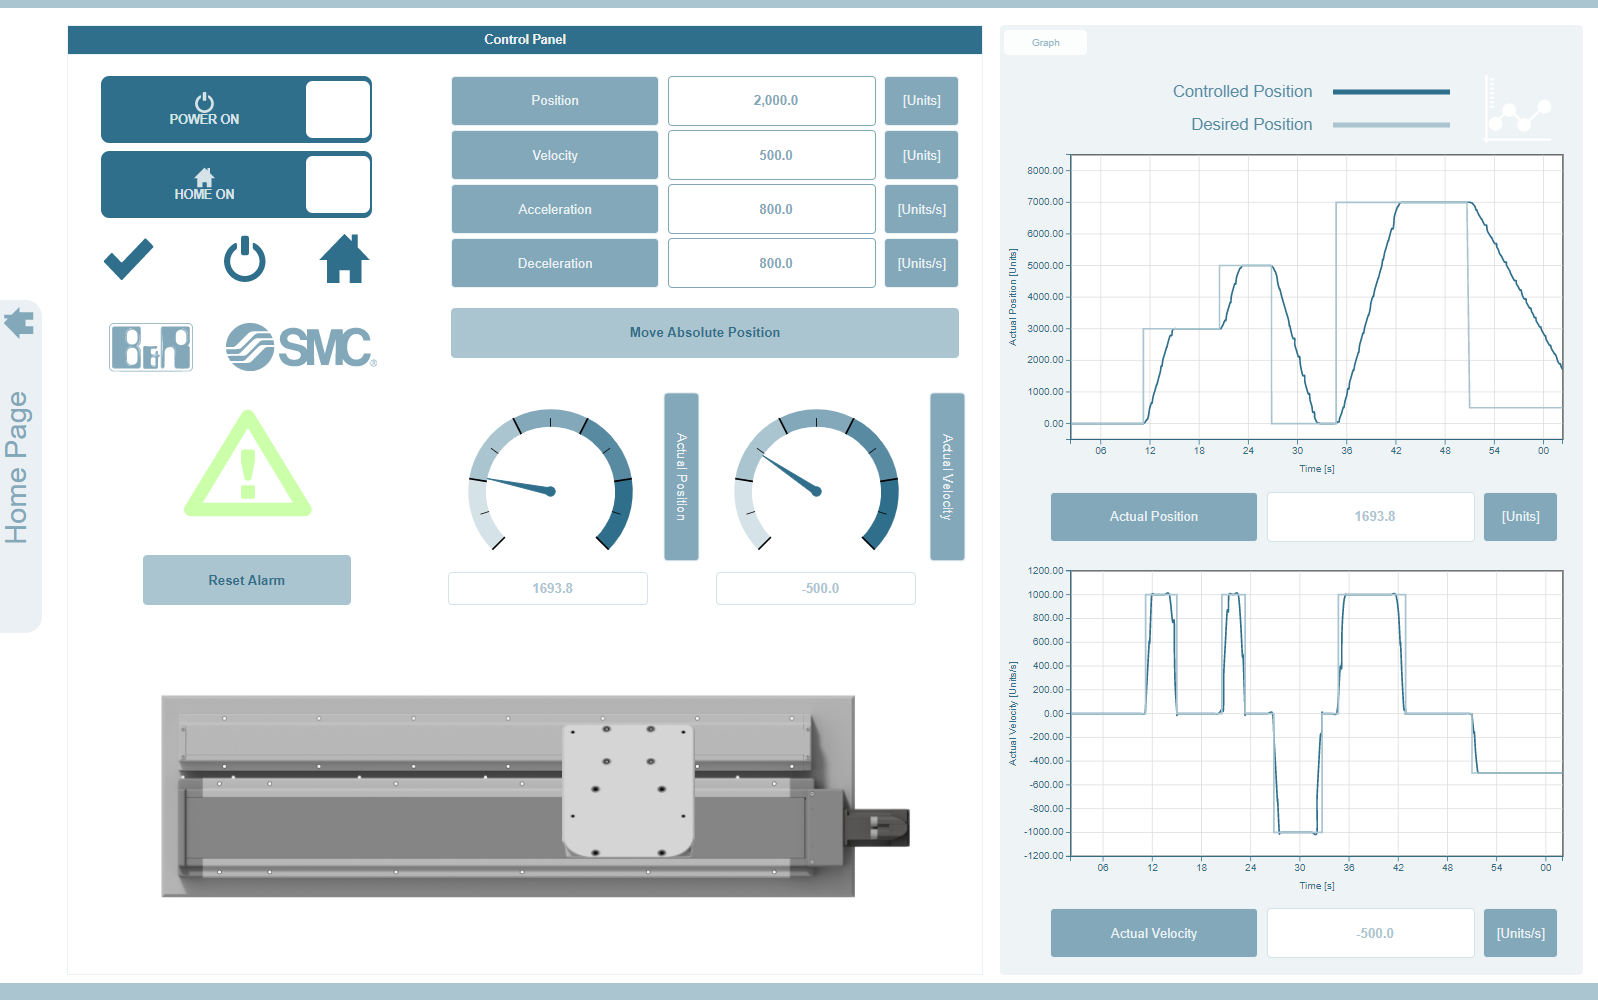 Control Panel
POWER ON
HOME ON
Position
2,000.0
[Units]
Velocity
500.0
[Units]
Acceleration
800.0
[Units/s]
Deceleration
800.0
[Units/s]
Move Absolute Position
B&R
SMC®
Home Page
Reset Alarm
Actual Position
1693.8
Actual Velocity
-500.0
Graph
Controlled Position
Desired Position
Actual Position [Units]
8000.00
7000.00
6000.00
5000.00
4000.00
3000.00
2000.00
1000.00
0.00
06 12 18 24 30 36 42 48 54 00
Time [s]
Actual Position
1693.8
[Units]
Actual Velocity [Units/s]
1200.00
1000.00
800.00
600.00
400.00
200.00
0.00
-200.00
-400.00
-600.00
-800.00
-1000.00
-1200.00
06 12 18 24 30 36 42 48 54 00
Time [s]
Actual Velocity
-500.0
[Units/s]